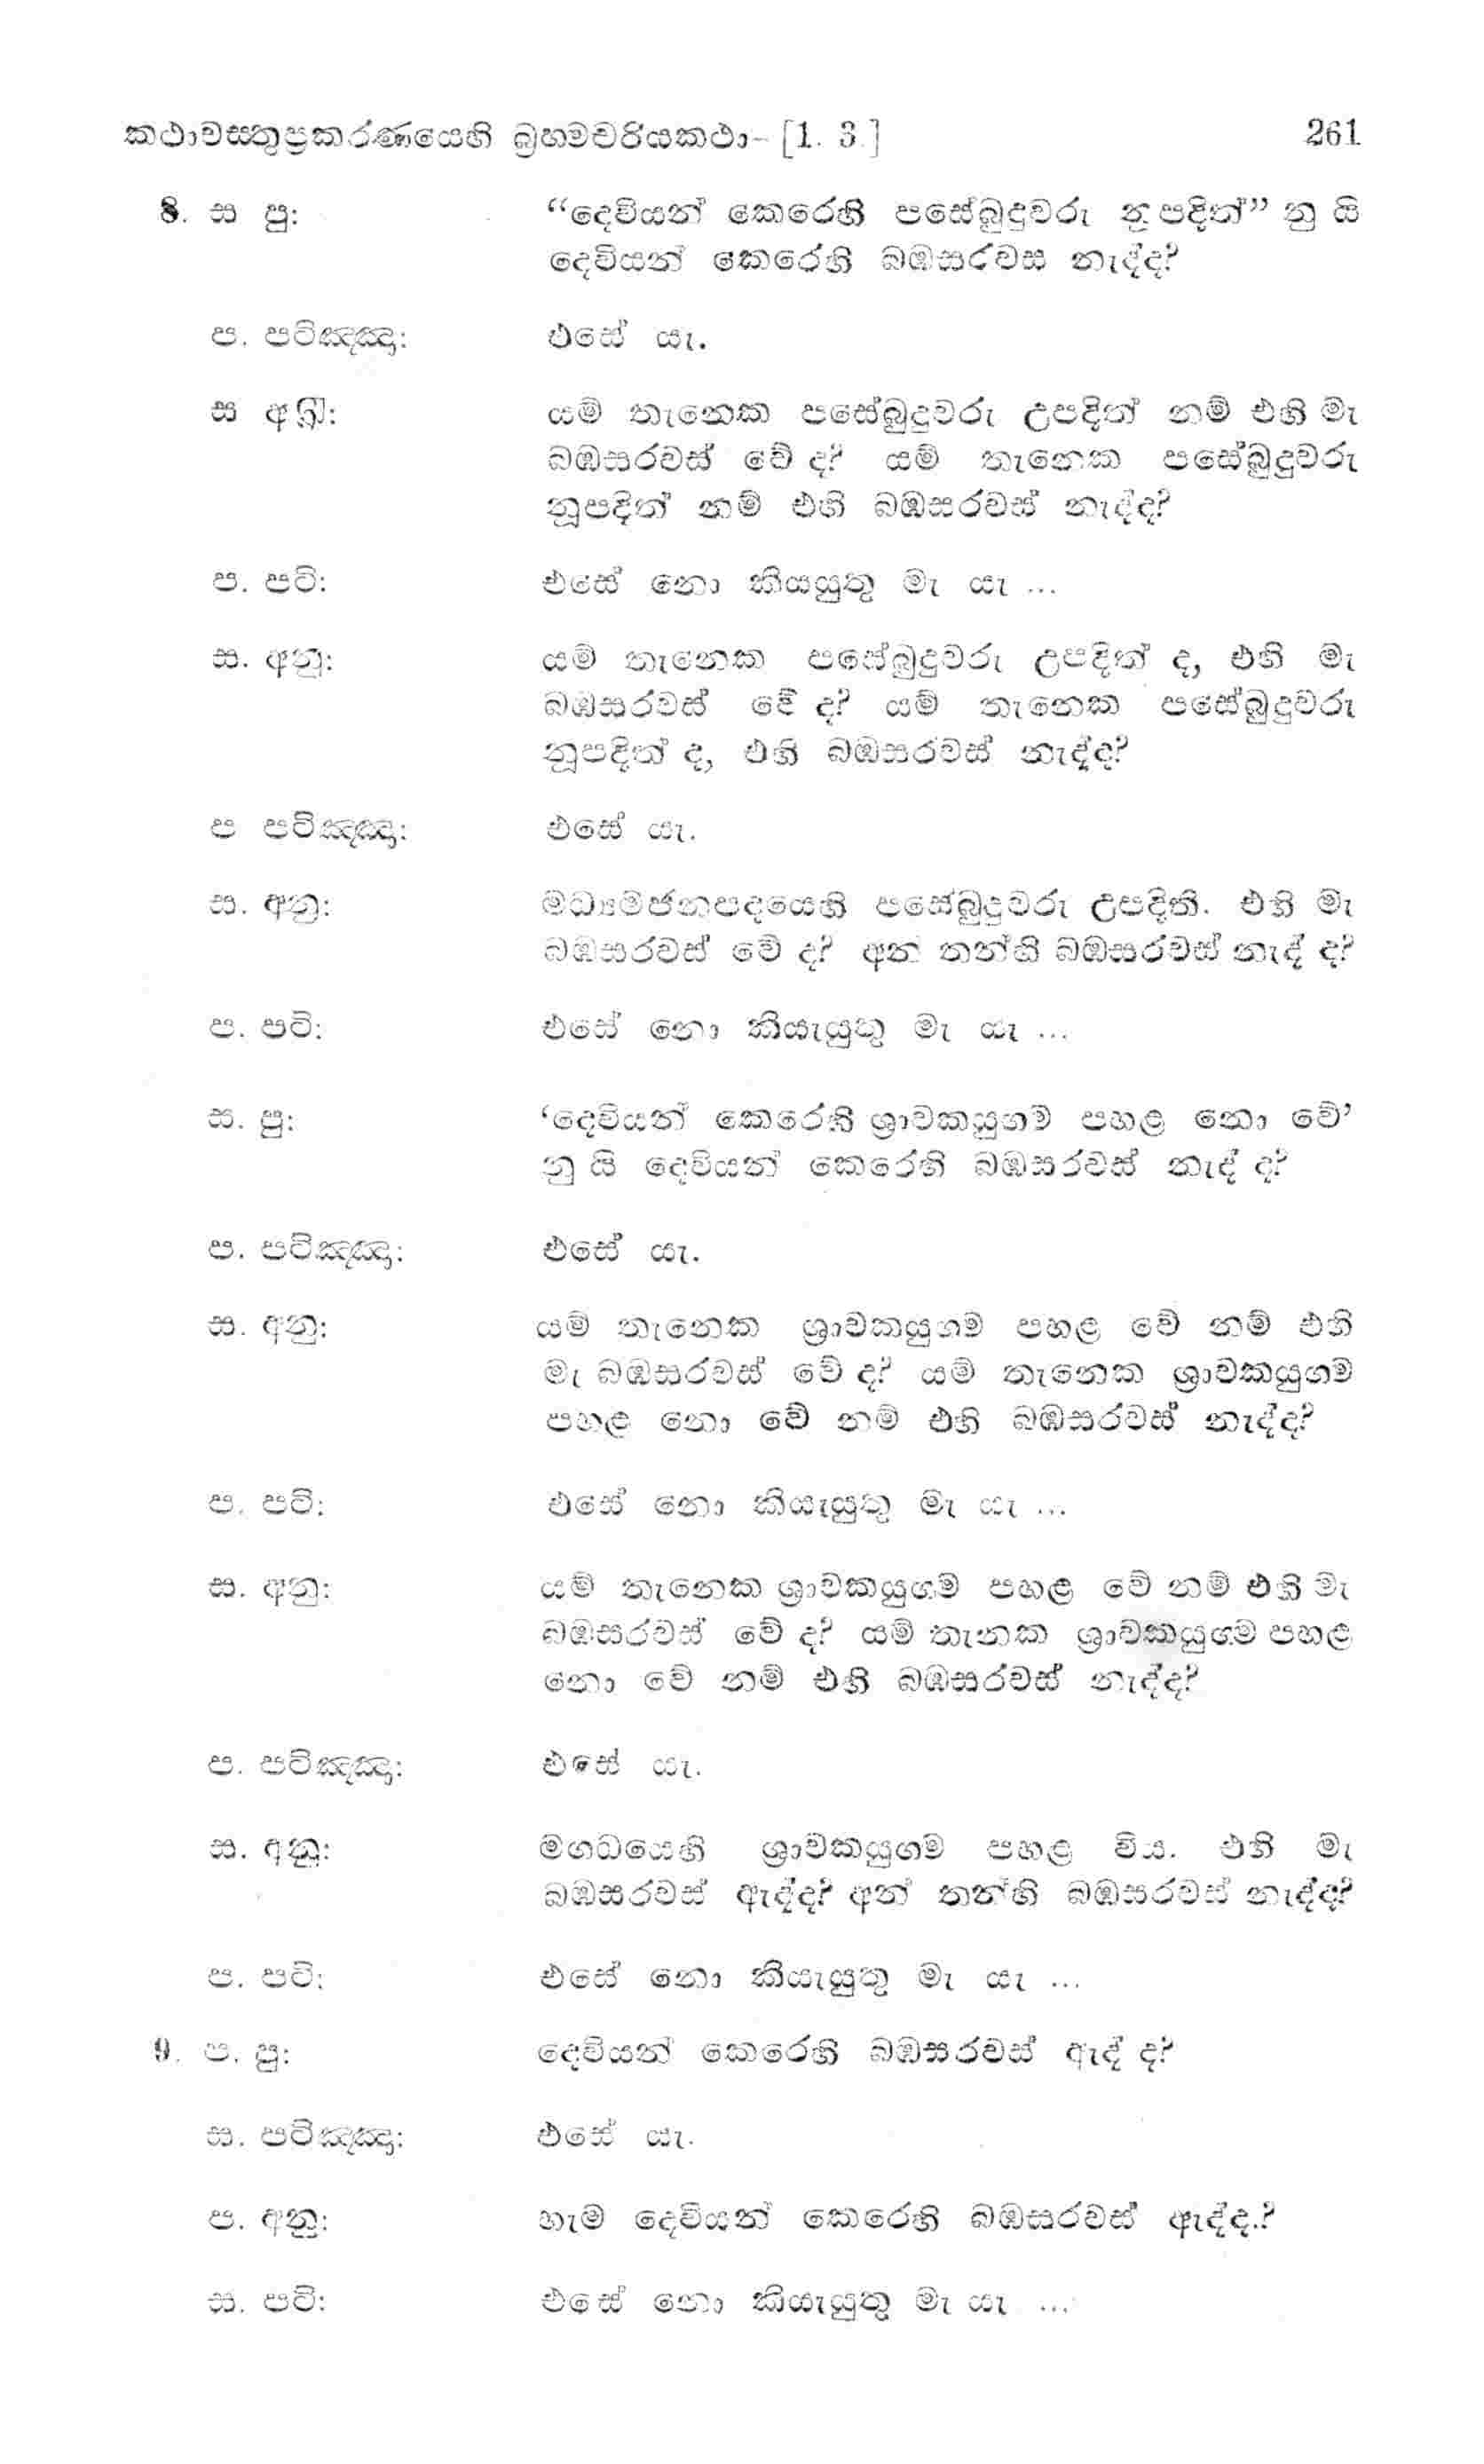 කථාවස්තුප්‍රකරණයෙහි බ්‍රහ්මචරියකථා- [1. 3.] 261
8. ස පු: “දෙවියන් කෙරෙහි පසේබුදුවරු නූපදිත්” නු යි
දෙවියන් කෙරෙහි බඹසරවස නැද්ද?
ප. පටිඤ්ඤා: එසේ යැ.
ස යම් තැනෙක පසේබුදුවරු උපදිත් නම් එහි මැ
බඹසරවස් වේ ද? යම් තැනෙක පසේබුදුවරු
නූපදිත් නම් එහි බඹසරවස් නැද්ද?
ප. පටි: එසේ නො කියයුතු මැ යැ ...
ස. අනු: යම් තැනෙක පසේබුදුවරු උපදිත් ද, එහි මැ
බඹසරවස් වේ ද? යම් තැනෙක පසේබුදුවරු
නූපදිත් ද, එහි බඹසරවස් නැද්ද?
ප පටිඤ්ඤා: එසේ යැ.
ස. අනු: මධ්‍යමජනපදයෙහි පසේබුදුවරු උපදිති. එහි මැ
බඹසරවස් වේ ද? අන් තන්හි බඹසරවස් නැද් ද?
ප. පටි: එසේ නො කියැයුතු මැ යැ ...
ස. පු: ‘දෙවියන් කෙරෙහි ශ්‍රාවකයුගම පහළ නො වේ’
නු යි දෙවියන් කෙරෙහි බඹසරවස් නැද් ද?
ප. පටිඤ්ඤා: එසේ යැ.
ස. අනු: යම් තැනෙක ශ්‍රාවකයුගම පහළ වේ නම් එහි
මැ බඹසරවස් වේ ද? යම් තැනෙක ශ්‍රාවකයුගම
පහළ නො වේ නම් එහි බඹසරවස් නැද්ද?
ප. පටි: එසේ නො කියැයුතු මැ යැ ...
ස. අනු: යම් තැනෙක ශ්‍රාවකයුගම පහළ වේ නම් එහි මැ
බඹසරවස් වේ ද? යම් තැනක ශ්‍රාවකයුගම පහළ
නො වේ නම් එහි බඹසරවස් නැද්ද?
ප. පටිඤ්ඤා: එසේ යැ.
ස. අනු: මගධයෙහි ශ්‍රාවකයුගම පහළ විය. එහි මැ
බඹසරවස් ඇද්ද? අන් තන්හි බඹසරවස් නැද්ද?
ප. පටි: එසේ නො කියැයුතු මැ යැ ...
9. ප. පු: දෙවියන් කෙරෙහි බඹසරවස් ඇද් ද?
ස. පටිඤ්ඤා: එසේ යැ.
ප. අනු: හැම දෙවියන් කෙරෙහි බඹසරවස් ඇද්ද.?
ස. පටි: එසේ නො කියැයුතු මැ යැ ...